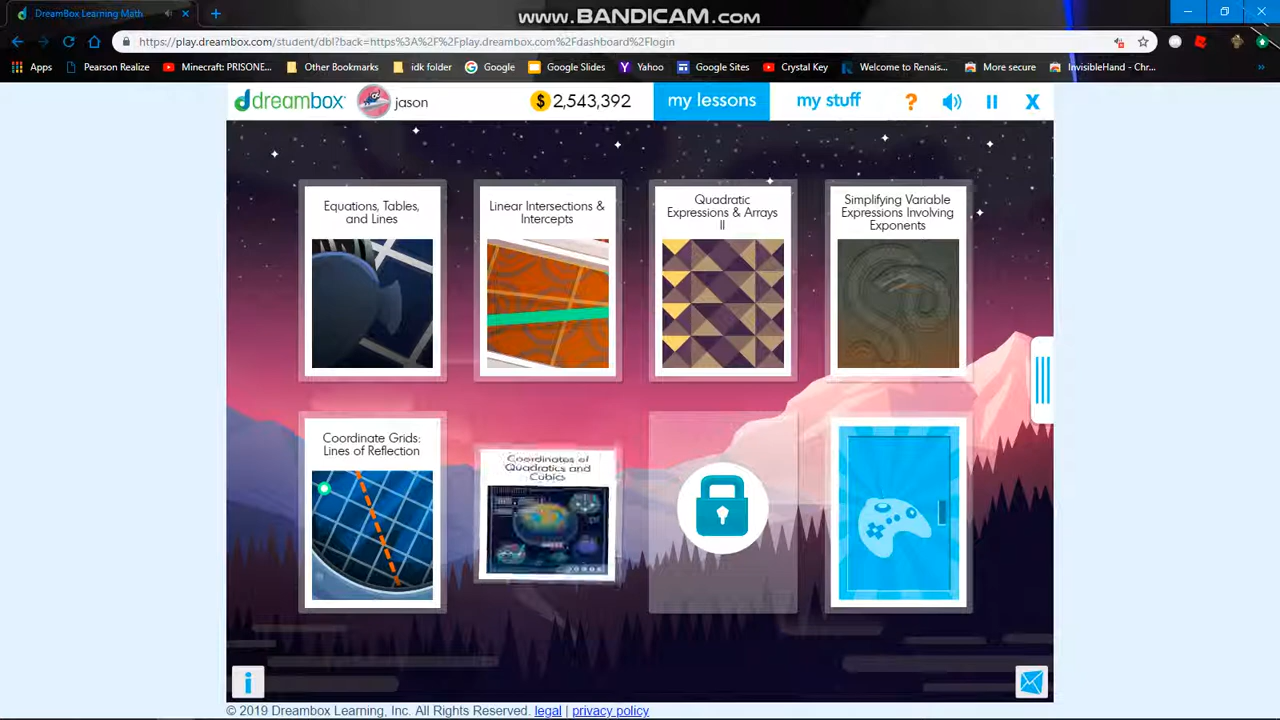 DreamBox Learning Math
www.BANDICAM.com
https://play.dreambox.com/student/dbl?back=https%3A%2F%2Fplay.dreambox.com%2Fdashboard%2Flogin
Apps Pearson Realize Minecraft: PRISONE... Other Bookmarks idk folder Google Google Slides Yahoo Google Sites Crystal Key Welcome to Renais... More secure InvisibleHand - Chr... »
dreambox jason $ 2,543,392 my lessons my stuff ? X
Equations, Tables,
and Lines
Linear Intersections &
Intercepts
Quadratic
Expressions & Arrays
II
Simplifying Variable
Expressions Involving
Exponents
Coordinate Grids:
Lines of Reflection
Coordinates of
Quadratics and
Cubics
i
© 2019 Dreambox Learning, Inc. All Rights Reserved. legal | privacy policy